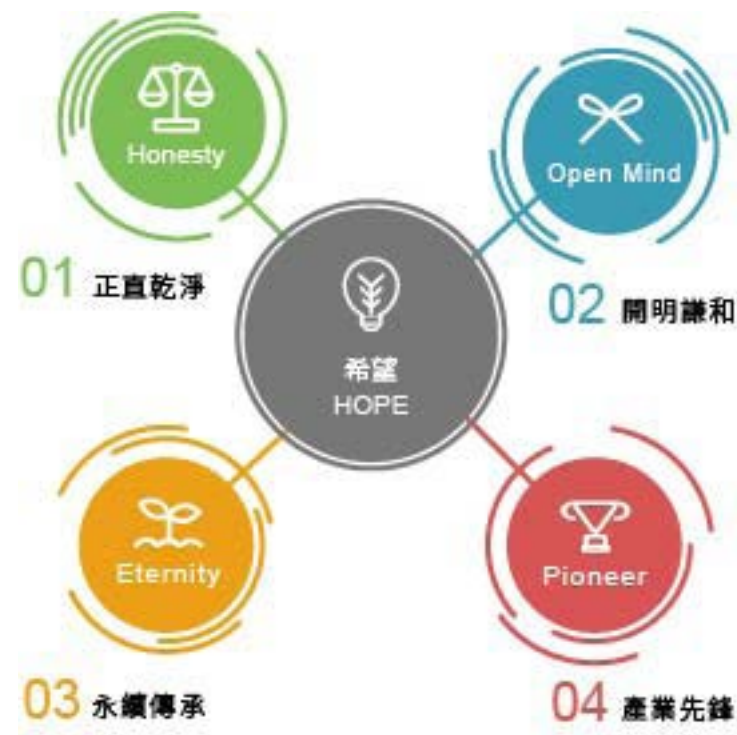 Honesty
01 正直乾淨
Open Mind
02 開明謙和
希望
HOPE
Eternity
03 永續傳承
Pioneer
04 產業先鋒